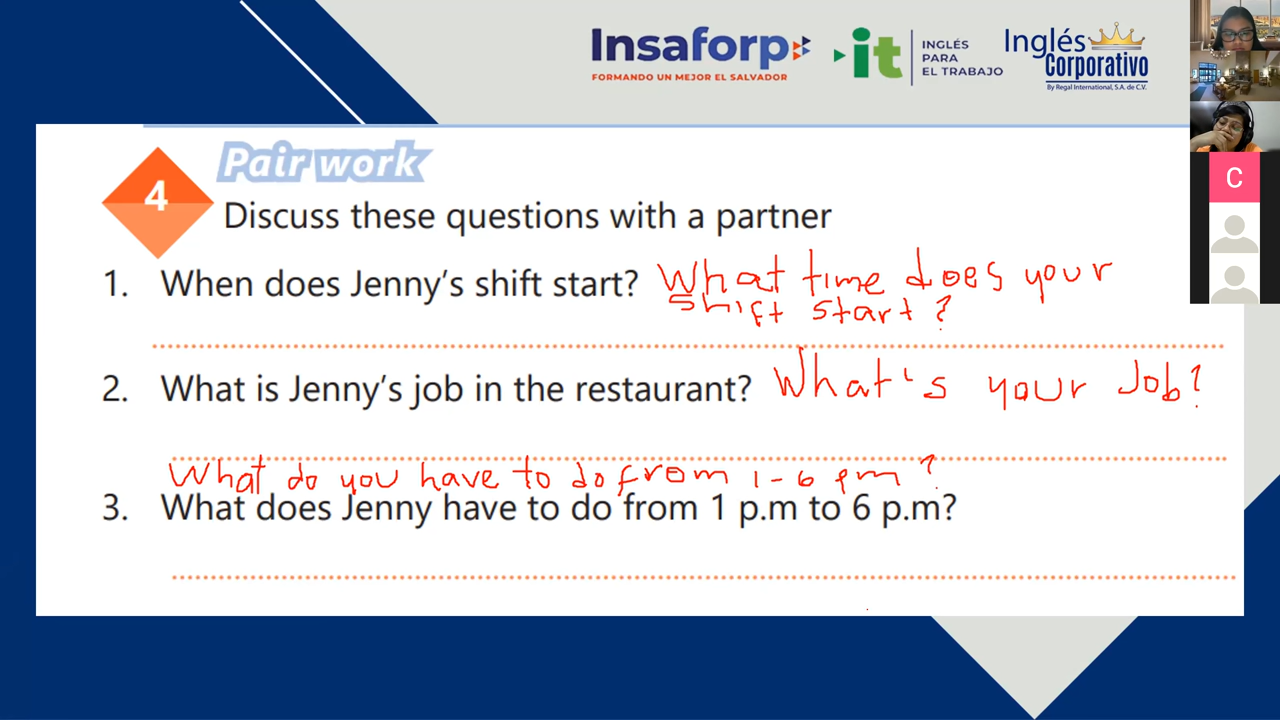 Insaforp
FORMANDO UN MEJOR EL SALVADOR
it
INGLÉS
PARA
EL TRABAJO
Inglés
Corporativo
By Regal International, S.A. de C.V.
C
Pair work
4
Discuss these questions with a partner
1. When does Jenny's shift start? What time does your
shift start?
2. What is Jenny's job in the restaurant? What's your Job?
What do you have to do from 1-6 pm?
3. What does Jenny have to do from 1 p.m to 6 p.m?